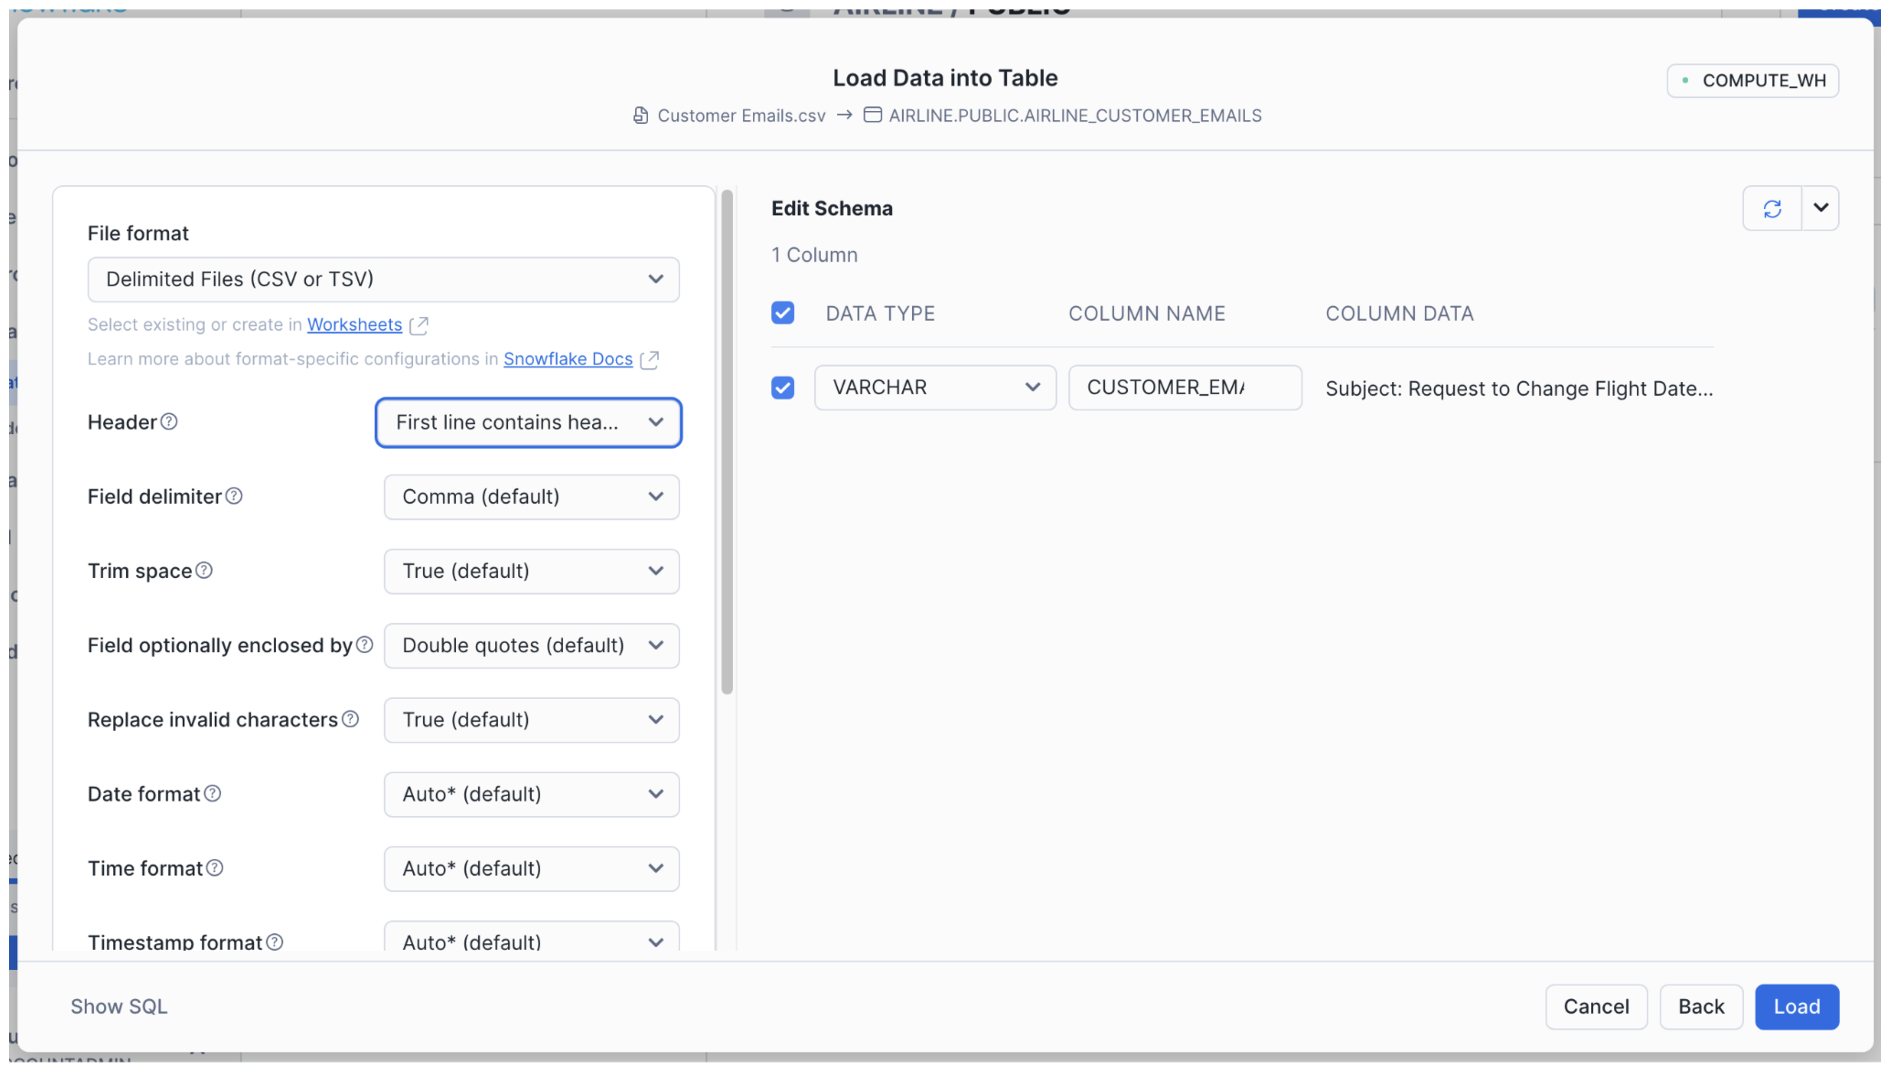 AIRLINE / PUBLIC
Load Data into Table
COMPUTE_WH
Customer Emails.csv → AIRLINE.PUBLIC.AIRLINE_CUSTOMER_EMAILS
File format
Delimited Files (CSV or TSV)
Select existing or create in Worksheets
Learn more about format-specific configurations in Snowflake Docs
Header
First line contains hea...
Field delimiter
Comma (default)
Trim space
True (default)
Field optionally enclosed by
Double quotes (default)
Replace invalid characters
True (default)
Date format
Auto* (default)
Time format
Auto* (default)
Timestamp format
Auto* (default)
Edit Schema
1 Column
DATA TYPE COLUMN NAME COLUMN DATA
VARCHAR CUSTOMER_EMA Subject: Request to Change Flight Date...
Show SQL
Cancel Back Load